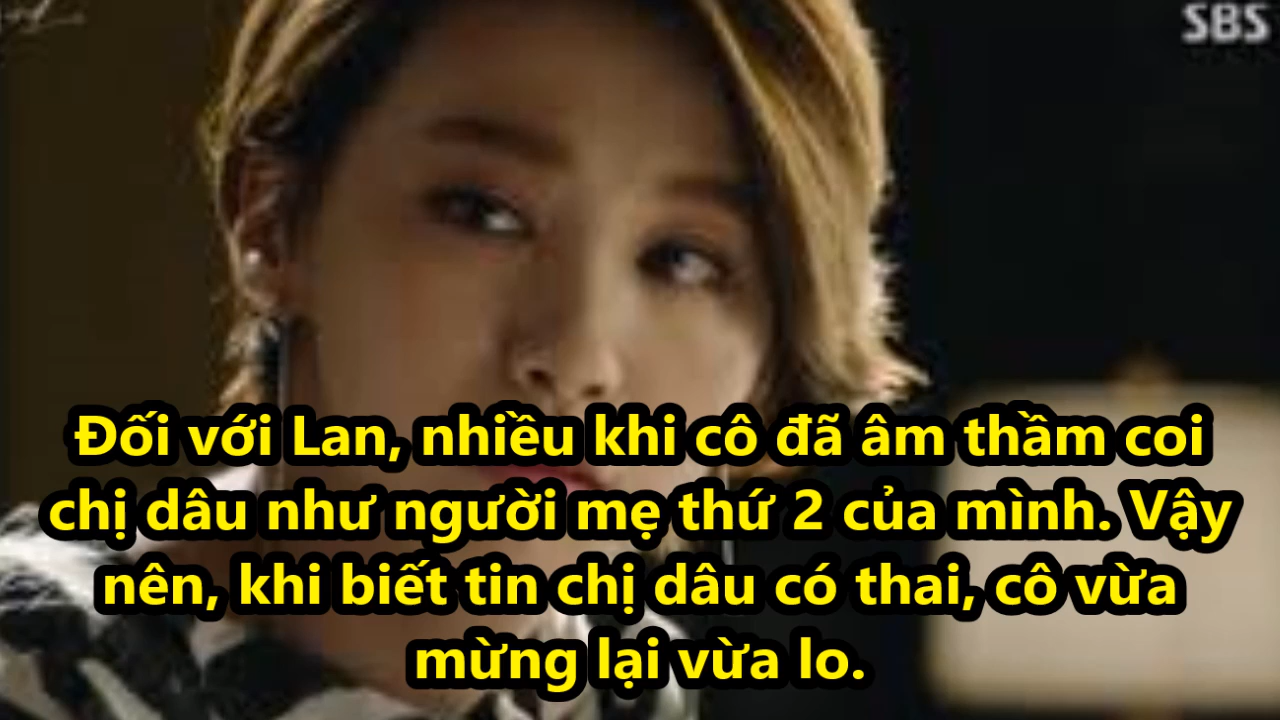 SBS
Đối với Lan, nhiều khi cô đã âm thầm coi
chị dâu như người mẹ thứ 2 của mình. Vậy
nên, khi biết tin chị dâu có thai, cô vừa
mừng lại vừa lo.